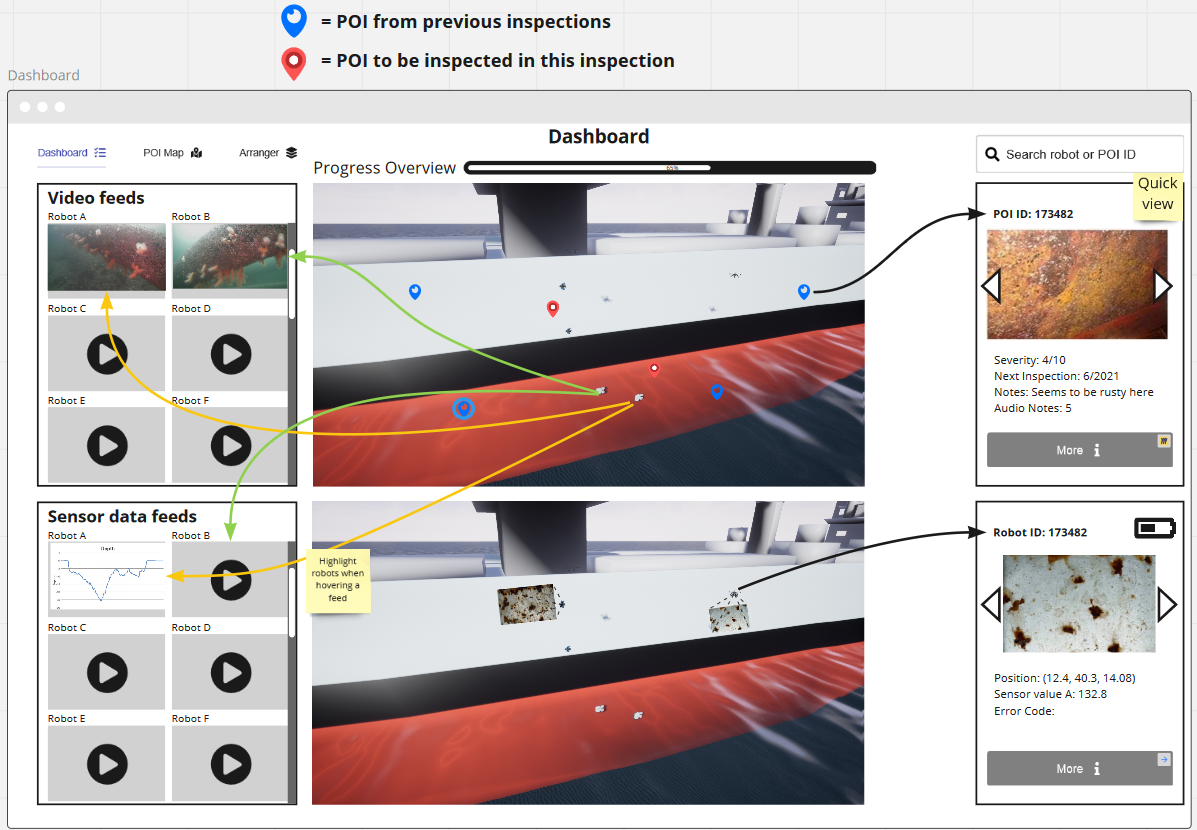 = POI from previous inspections
= POI to be inspected in this inspection
Dashboard
Dashboard
Dashboard
POI Map
Arranger
Progress Overview
65%
Search robot or POI ID
Video feeds
Robot A
Robot B
Robot C
Robot D
Robot E
Robot F
Quick
view
POI ID: 173482
Severity: 4/10
Next Inspection: 6/2021
Notes: Seems to be rusty here
Audio Notes: 5
More
Sensor data feeds
Robot A
Robot B
Depth
Robot C
Robot D
Robot E
Robot F
Highlight
robots when
hovering a
feed
Robot ID: 173482
Position: (12.4, 40.3, 14.08)
Sensor value A: 132.8
Error Code:
More